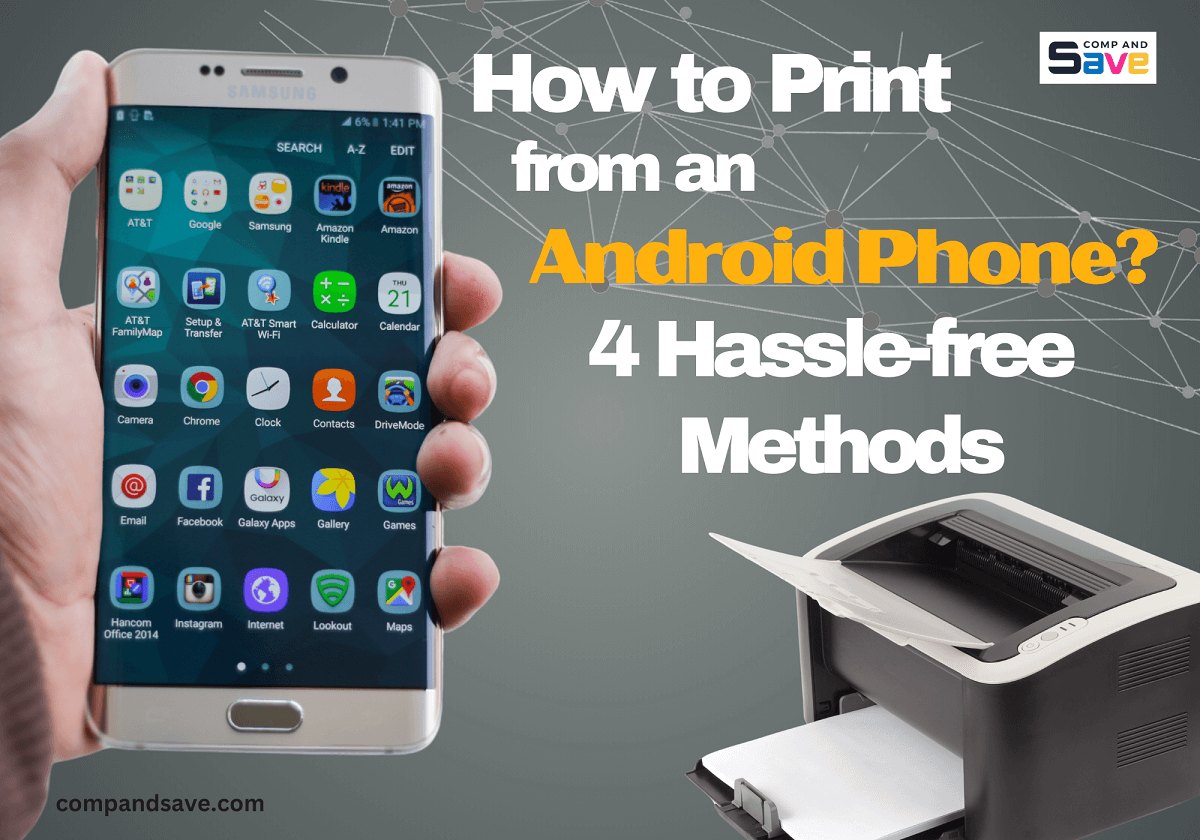 How to Print
from an
Android Phone?
4 Hassle-free
Methods
COMP AND
Save
SAMSUNG
6% 1:41 PM
SEARCH A-Z EDIT
AT&T Google Samsung Amazon Kindle Amazon
kindle
amazon
AT&T FamilyMap Setup & Transfer AT&T Smart Wi-Fi Calculator Calendar
THU
21
Camera Chrome Clock Contacts DriveMode
Email Facebook Galaxy Apps Gallery Games
Galaxy
Games
Hancom Office 2014 Instagram Internet Lookout Maps
compandsave.com